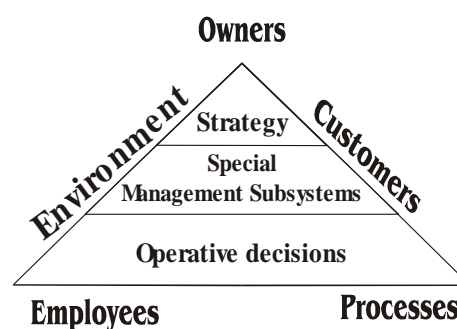 Owners
Environment
Customers
Strategy
Special
Management Subsystems
Operative decisions
Employees
Processes